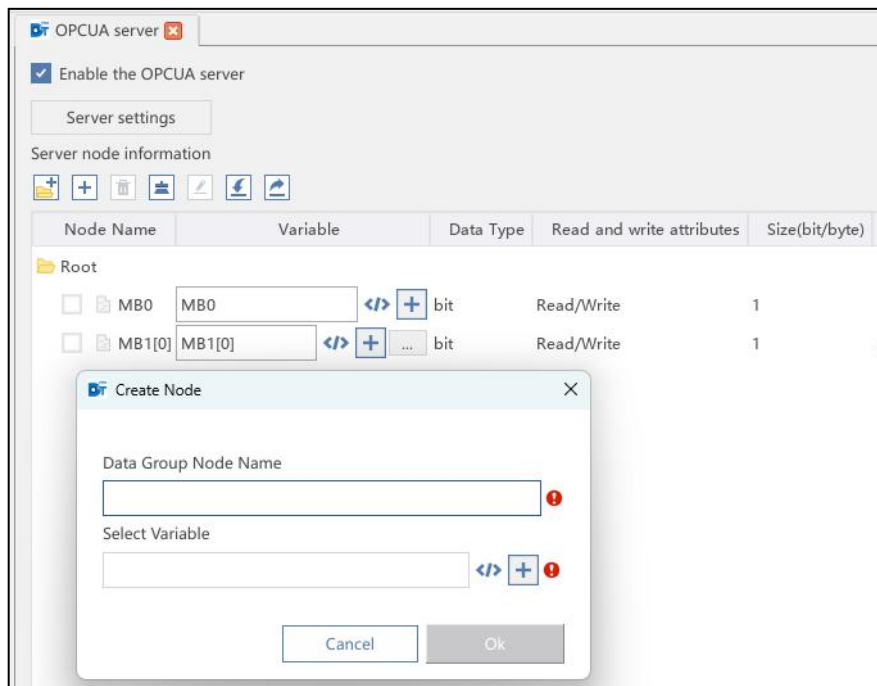 DT OPCUA server
Enable the OPCUA server
Server settings
Server node information
Node Name Variable Data Type Read and write attributes Size(bit/byte)
Root
MB0 MB0 </> + bit Read/Write 1
MB1[0] MB1[0] </> + ... bit Read/Write 1
DT Create Node
Data Group Node Name
Select Variable
</> +
Cancel Ok